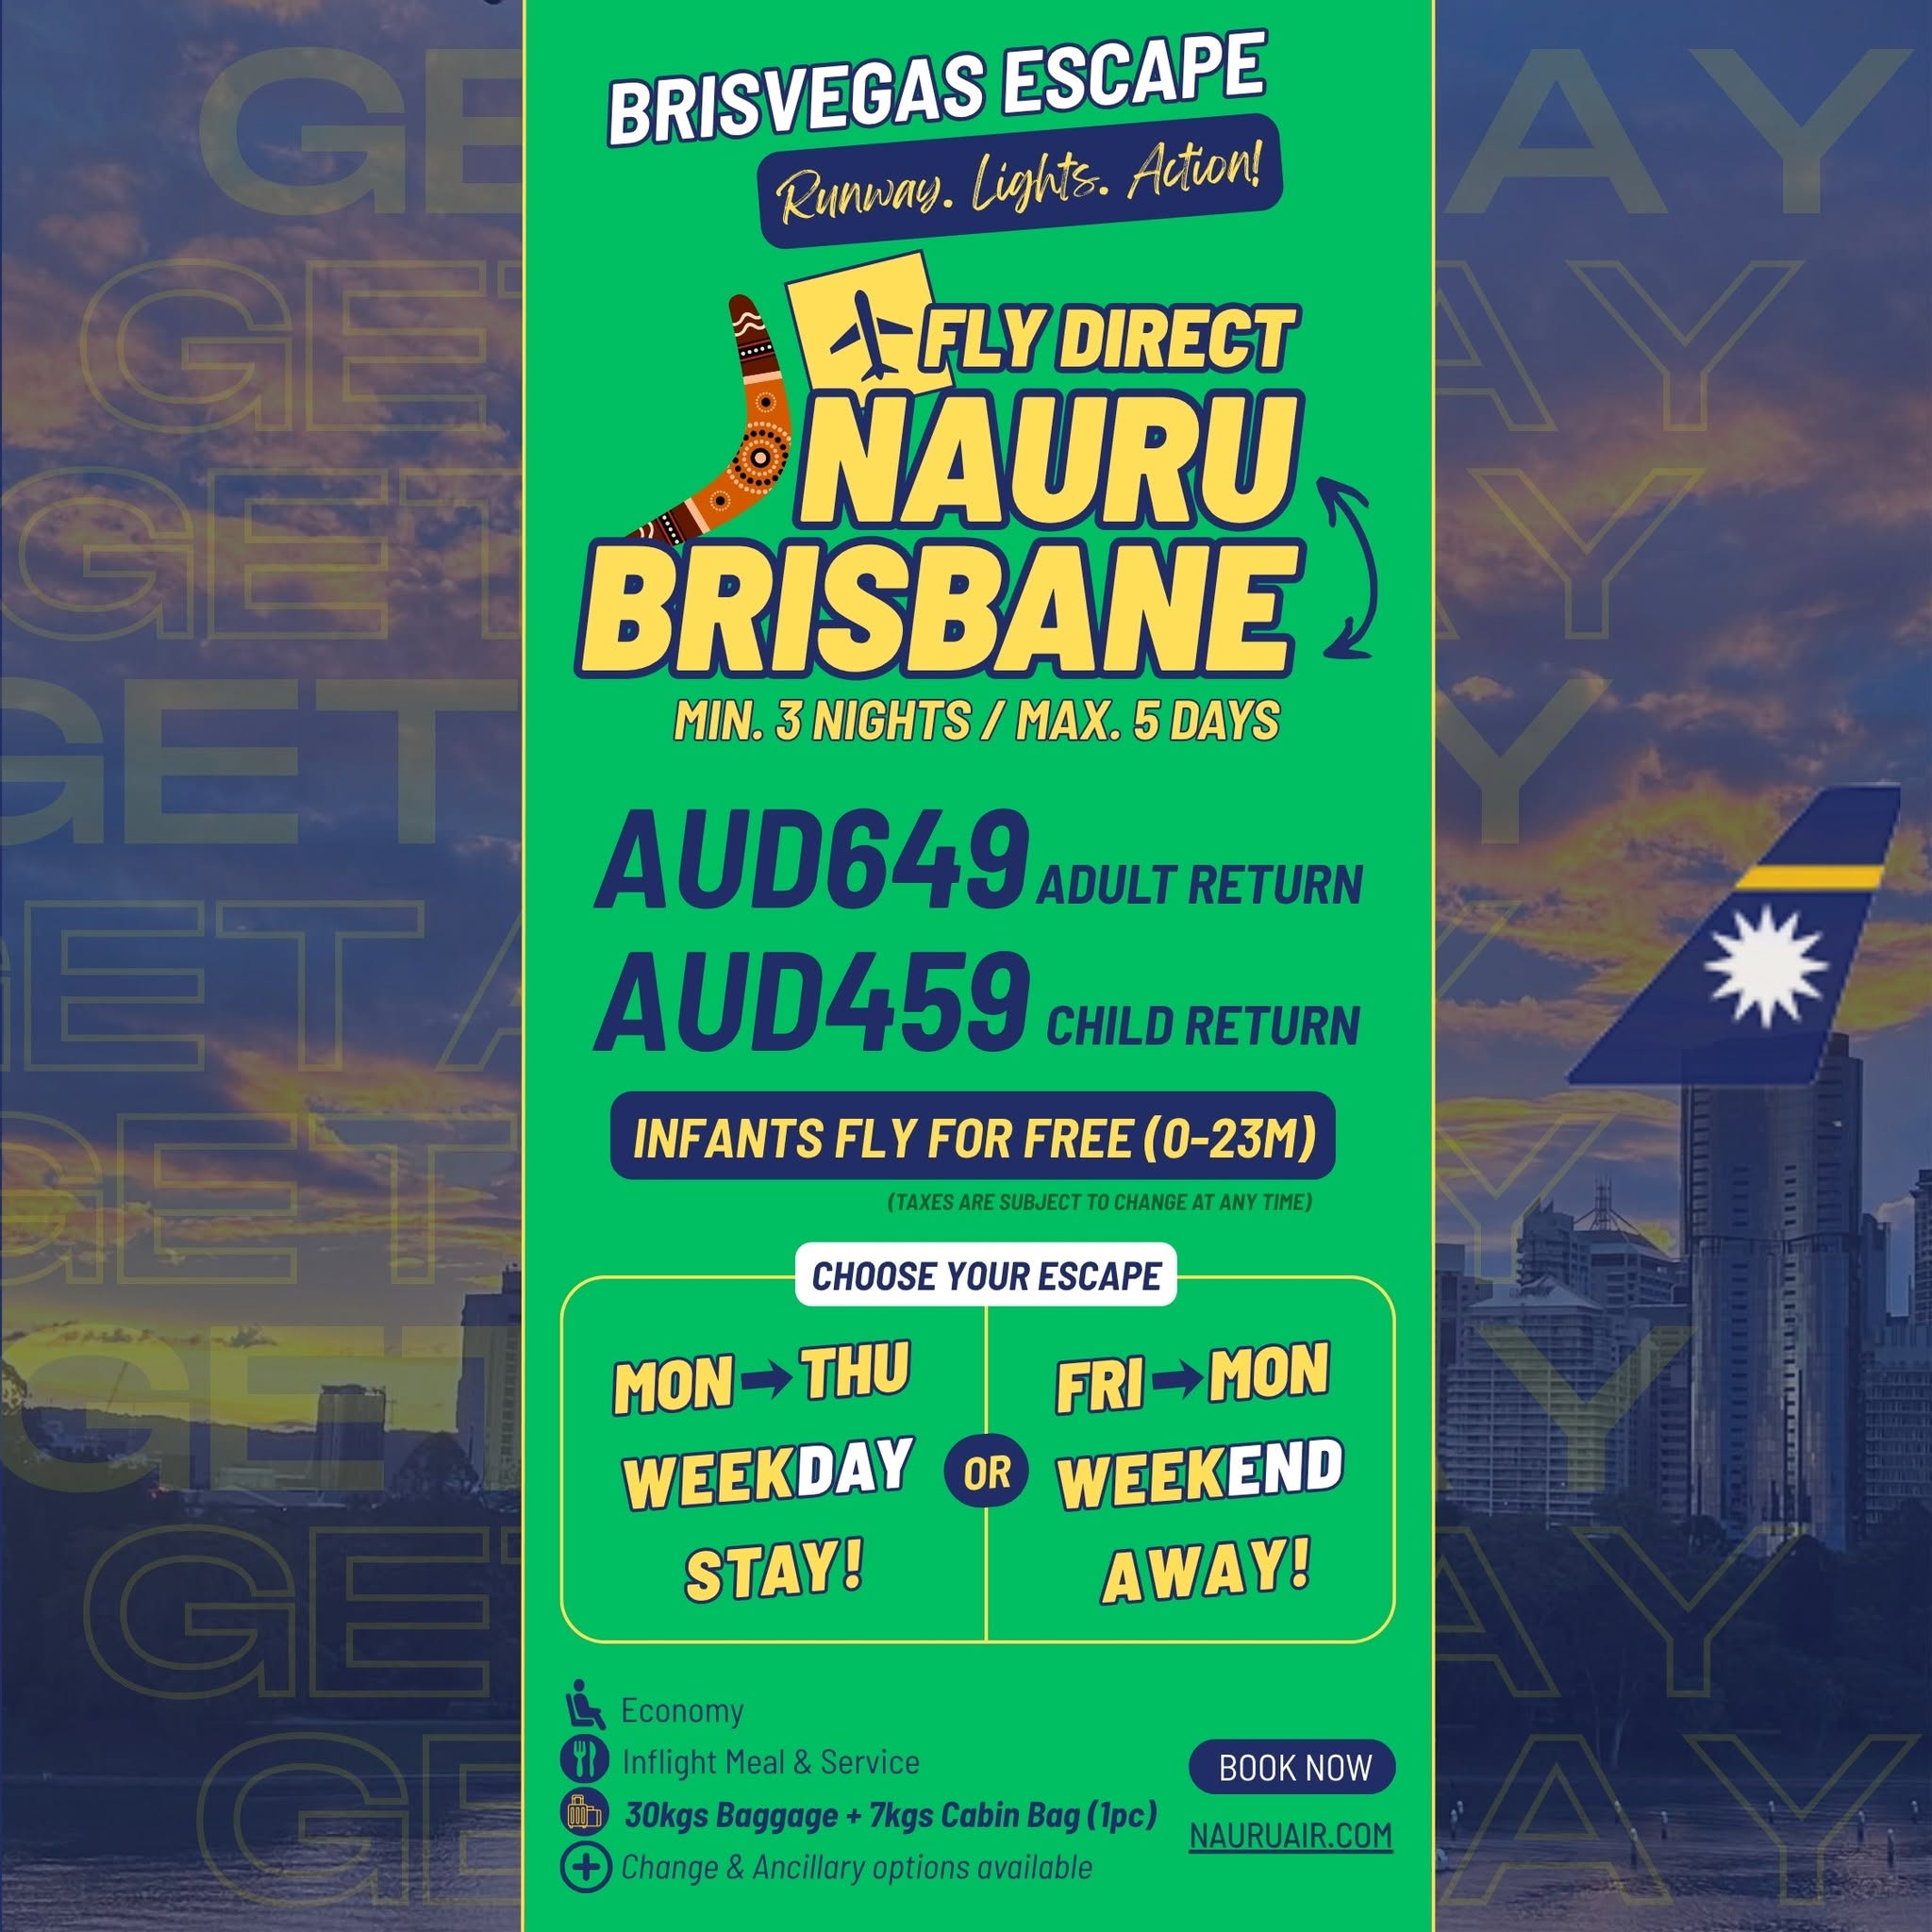 BRISVEGAS ESCAPE
Runway. Lights. Action!
FLY DIRECT
NAURU
BRISBANE
MIN. 3 NIGHTS / MAX. 5 DAYS
AUD649 ADULT RETURN
AUD459 CHILD RETURN
INFANTS FLY FOR FREE (0-23M)
(TAXES ARE SUBJECT TO CHANGE AT ANY TIME)
CHOOSE YOUR ESCAPE
MON THU
WEEKDAY
STAY!
OR
FRI MON
WEEKEND
AWAY!
Economy
Inflight Meal & Service
30kgs Baggage + 7kgs Cabin Bag (1pc)
Change & Ancillary options available
BOOK NOW
NAURUAIR.COM